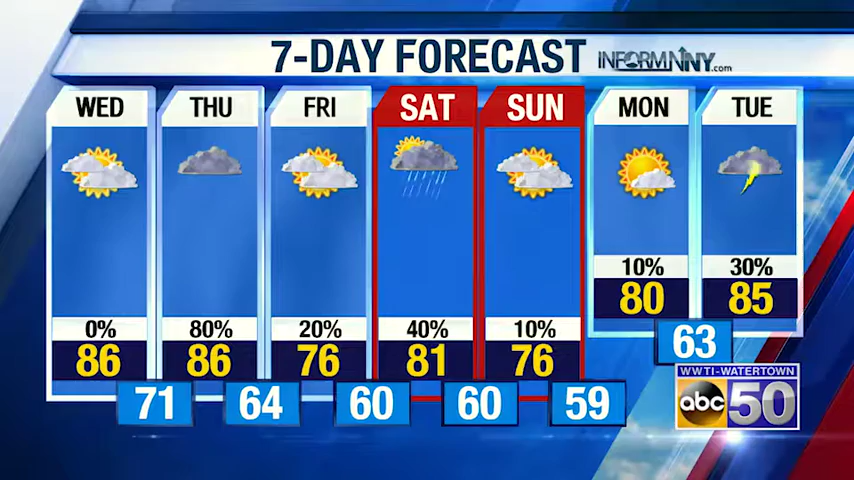 7-DAY FORECAST
INFORMNNY.com
WED THU FRI SAT SUN MON TUE
10% 30%
80 85
0% 80% 20% 40% 10%
86 86 76 81 76
63
71 64 60 60 59
WWTI-WATERTOWN
abc 50